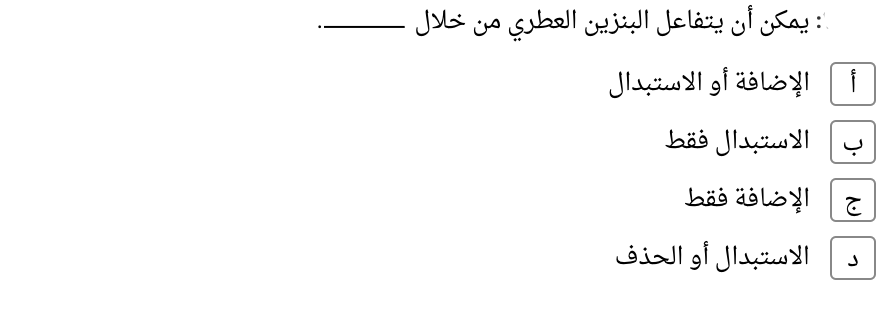 : يمكن أن يتفاعل البنزين العطري من خلال ______.
أ الإضافة أو الاستبدال
ب الاستبدال فقط
ج الإضافة فقط
د الاستبدال أو الحذف